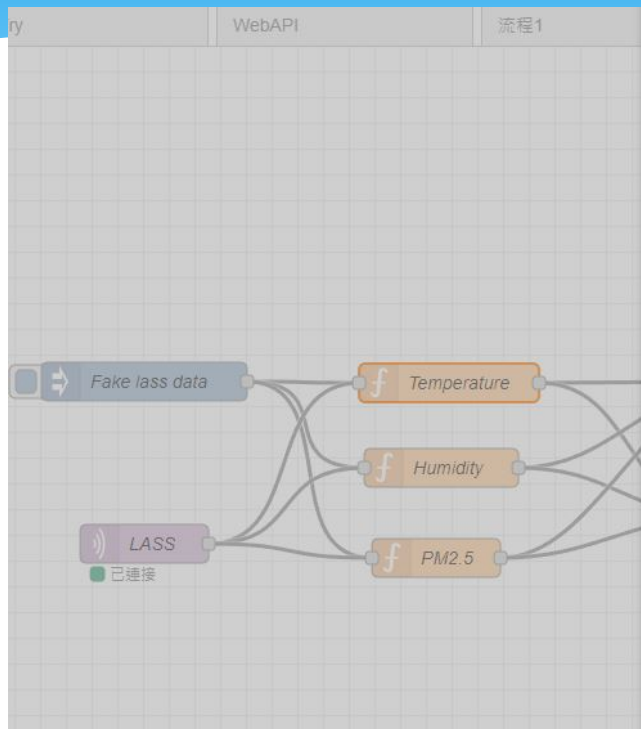 ry
WebAPI
流程1
Fake lass data
Temperature
Humidity
LASS
PM2.5
已連接